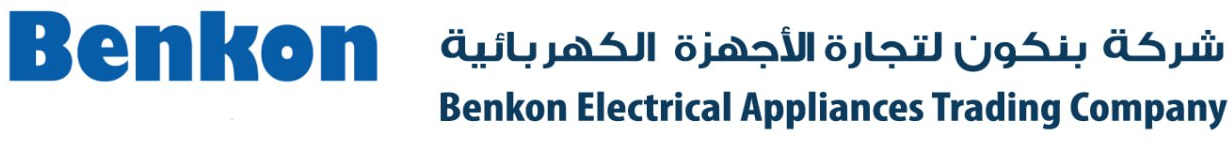 Benkon
شركة بنكون لتجارة الأجهزة الكهربائية
Benkon Electrical Appliances Trading Company